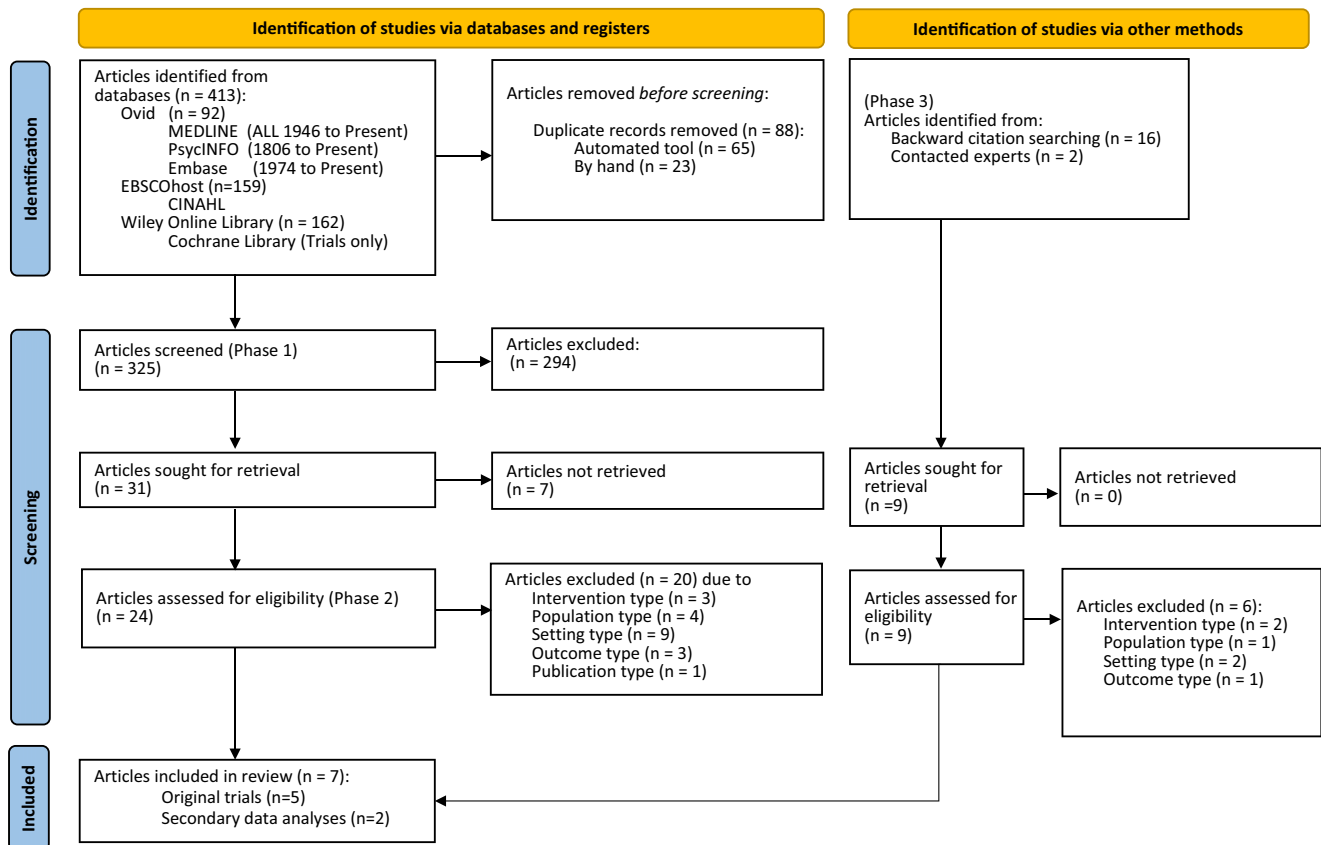 Identification of studies via databases and registers
Identification of studies via other methods
Identification
Articles identified from
databases (n = 413):
Ovid (n = 92)
MEDLINE (ALL 1946 to Present)
PsycINFO (1806 to Present)
Embase (1974 to Present)
EBSCOhost (n=159)
CINAHL
Wiley Online Library (n = 162)
Cochrane Library (Trials only)
Articles removed before screening:
Duplicate records removed (n = 88):
Automated tool (n = 65)
By hand (n = 23)
(Phase 3)
Articles identified from:
Backward citation searching (n = 16)
Contacted experts (n = 2)
Screening
Articles screened (Phase 1)
(n = 325)
Articles excluded:
(n = 294)
Articles sought for retrieval
(n = 31)
Articles not retrieved
(n = 7)
Articles sought for
retrieval
(n =9)
Articles not retrieved
(n = 0)
Articles assessed for eligibility (Phase 2)
(n = 24)
Articles excluded (n = 20) due to
Intervention type (n = 3)
Population type (n = 4)
Setting type (n = 9)
Outcome type (n = 3)
Publication type (n = 1)
Articles assessed for
eligibility
(n = 9)
Articles excluded (n = 6):
Intervention type (n = 2)
Population type (n = 1)
Setting type (n = 2)
Outcome type (n = 1)
Included
Articles included in review (n = 7):
Original trials (n=5)
Secondary data analyses (n=2)